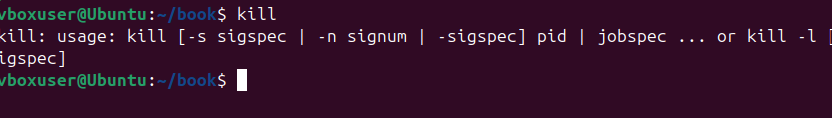 vboxuser@Ubuntu:~/book$ kill
kill: usage: kill [-s sigspec | -n signum | -sigspec] pid | jobspec ... or kill -l [
igspec]
vboxuser@Ubuntu:~/book$